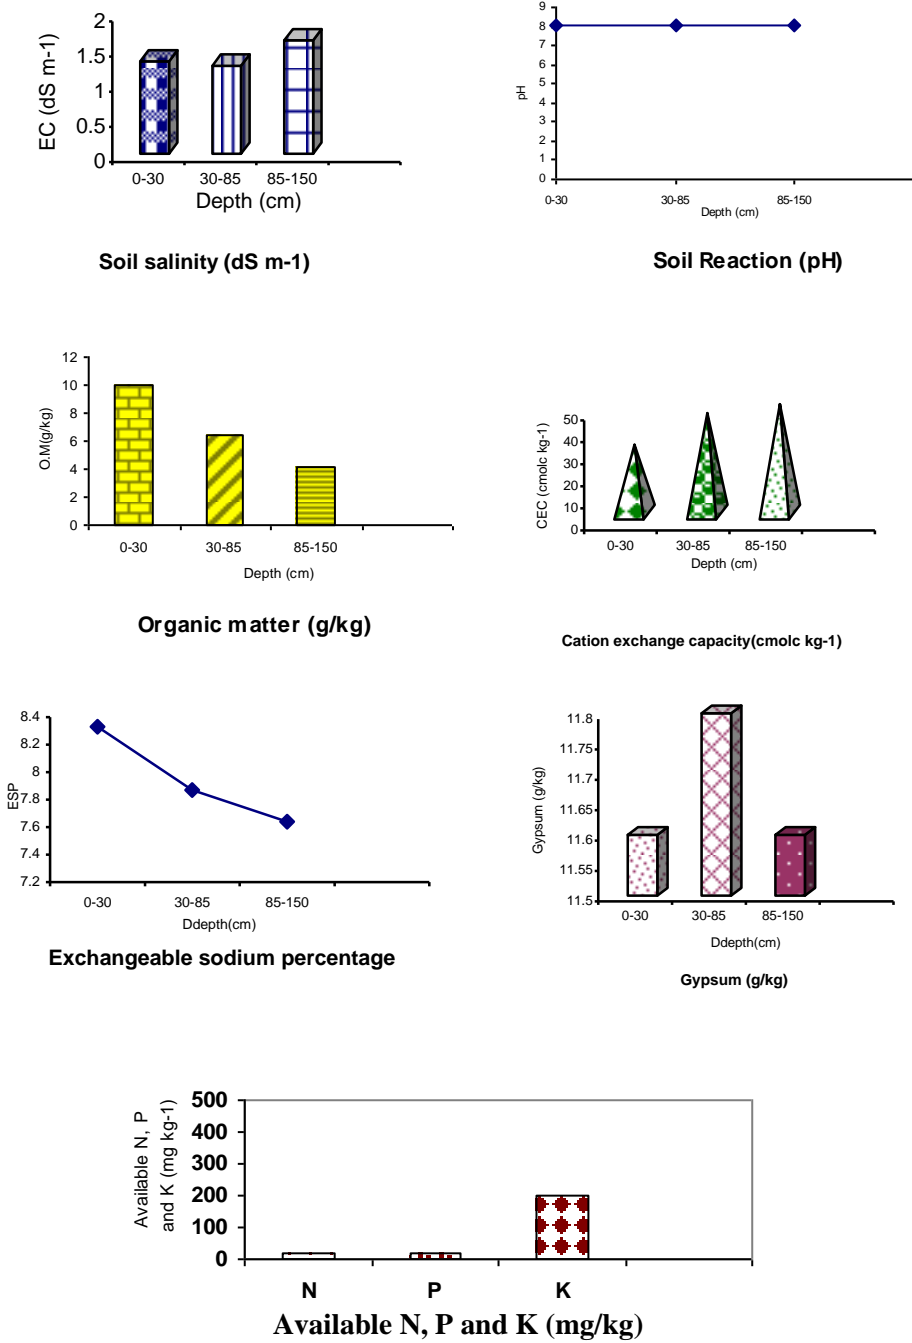 2
1.5
1
0.5
0
EC (dS m-1)
0-30 30-85 85-150
Depth (cm)
Soil salinity (dS m-1)
9
8
7
6
5
4
3
2
1
0
pH
0-30 30-85 85-150
Depth (cm)
Soil Reaction (pH)
12
10
8
6
4
2
0
O.M(g/kg)
0-30 30-85 85-150
Depth (cm)
Organic matter (g/kg)
50
40
30
20
10
0
CEC (cmolc kg-1)
0-30 30-85 85-150
Depth (cm)
Cation exchange capacity(cmolc kg-1)
8.4
8.2
8
7.8
7.6
7.4
7.2
ESP
0-30 30-85 85-150
Ddepth(cm)
Exchangeable sodium percentage
11.8
11.75
11.7
11.65
11.6
11.55
11.5
Gypsum (g/kg)
0-30 30-85 85-150
Ddepth(cm)
Gypsum (g/kg)
500
400
300
200
100
0
Available N, P
and K (mg kg-1)
N P K
Available N, P and K (mg/kg)